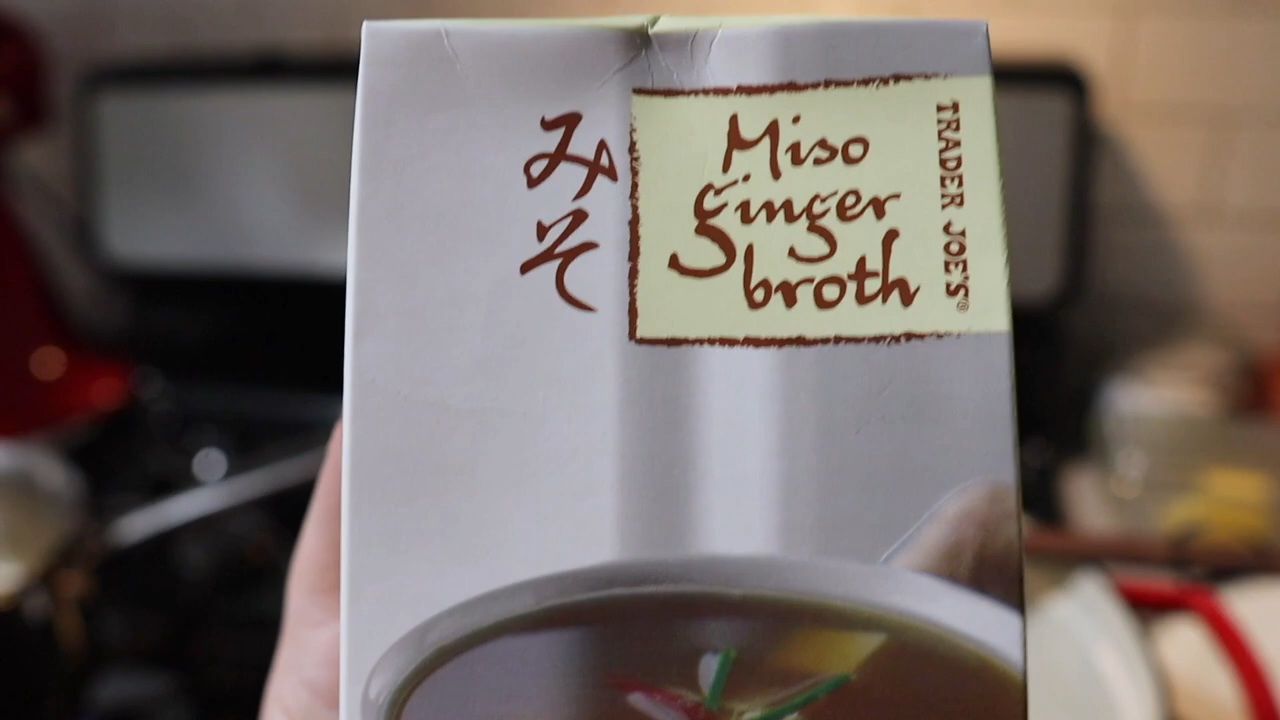 みそ
Miso
ginger
broth
TRADER JOE'S®